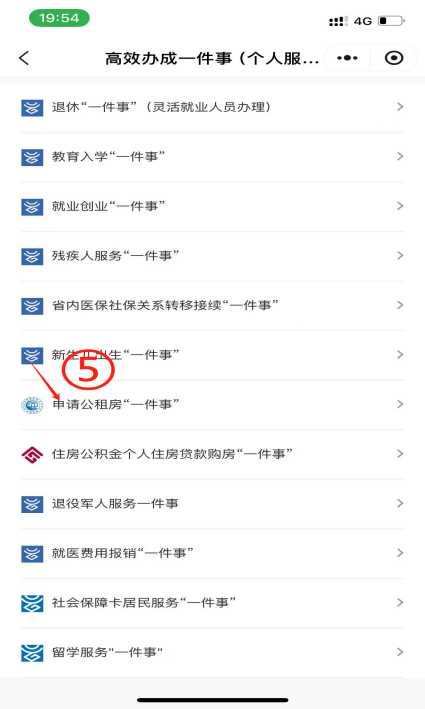 19:54
4G
高效办成一件事（个人服...
退休“一件事”（灵活就业人员办理）
教育入学“一件事”
就业创业“一件事”
残疾人服务“一件事”
省内医保社保关系转移接续“一件事”
新生儿出生“一件事”
⑤
申请公租房“一件事”
住房公积金个人住房贷款购房“一件事”
退役军人服务一件事
就医费用报销“一件事”
社会保障卡居民服务“一件事”
留学服务"一件事"